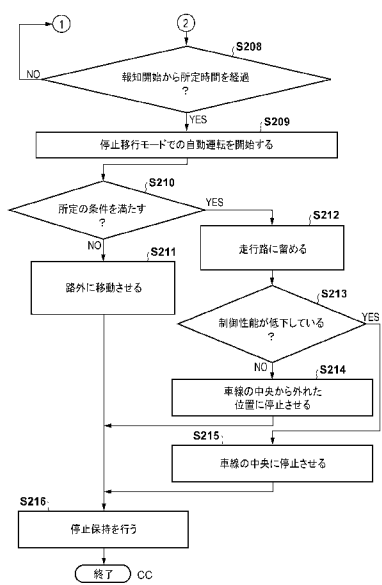 1
2
S208
報知開始から所定時間を経過
?
NO
YES
S209
停止移行モードでの自動運転を開始する
S210
所定の条件を満たす
?
YES
NO
S212
走行路に留める
S211
路外に移動させる
S213
制御性能が低下している
?
YES
NO
S214
車線の中央から外れた
位置に停止させる
S215
車線の中央に停止させる
S216
停止保持を行う
終了
CC